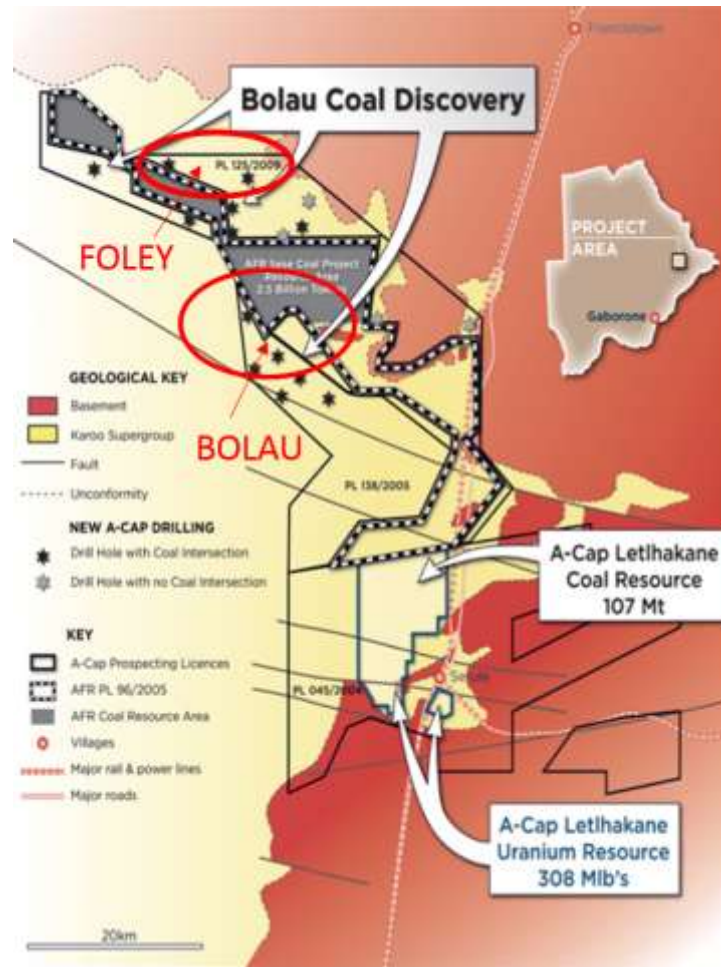 Francistown
Bolau Coal Discovery
PL 125/2009
FOLEY
PROJECT
AREA
AFR Sese Coal Project
2.5 Billion Tonnes
Gaborone
GEOLOGICAL KEY
Basement
Karoo Supergroup
Fault
Unconformity
BOLAU
PL 138/2005
NEW A-CAP DRILLING
Drill Hole with Coal Intersection
Drill Hole with no Coal Intersection
A-Cap Letlhakane
Coal Resource
107 Mt
KEY
A-Cap Prospecting Licences
AFR PL 96/2005
AFR Coal Resource Area
Villages
Major rail & power lines
Major roads
PL 045/2004
Serule
A-Cap Letlhakane
Uranium Resource
308 Mlb's
20km